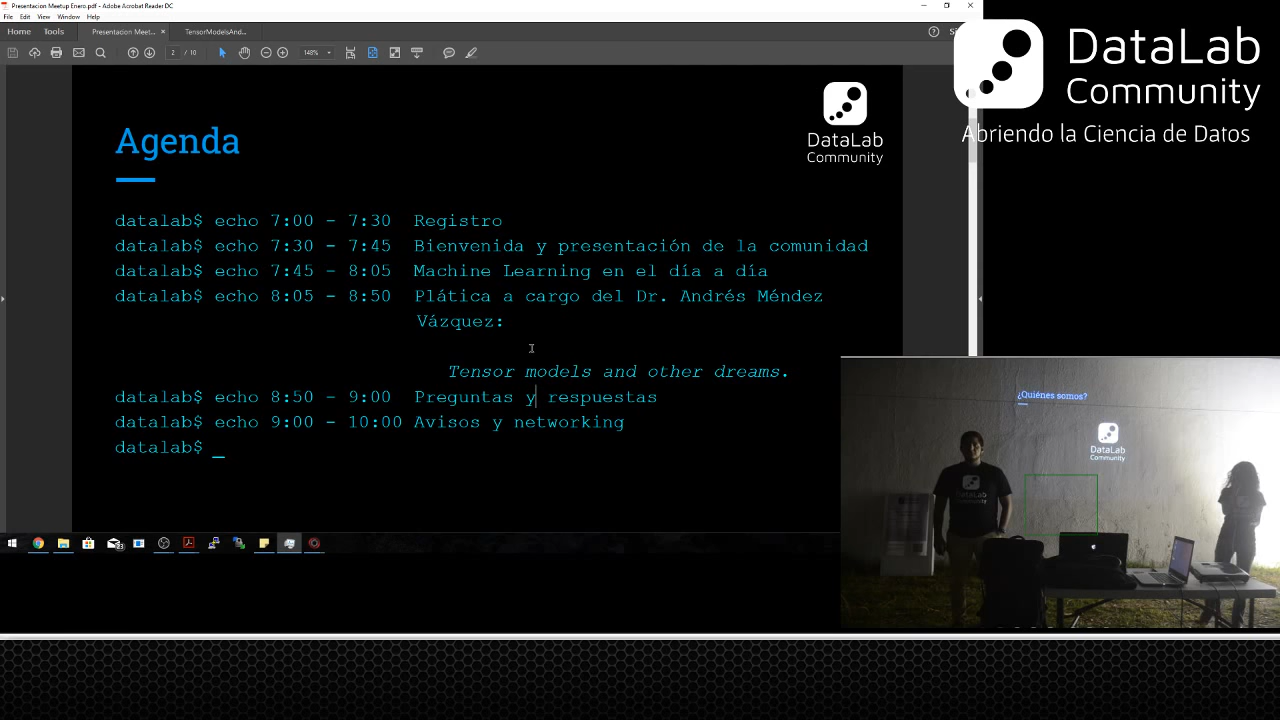 Presentacion Meetup Enero.pdf - Adobe Acrobat Reader DC
File Edit View Window Help
Home Tools Presentacion Meet... × TensorModelsAnd...
2 / 10 148%
DataLab
Community
Abriendo la Ciencia de Datos
DataLab
Community
Agenda
datalab$ echo 7:00 - 7:30 Registro
datalab$ echo 7:30 - 7:45 Bienvenida y presentación de la comunidad
datalab$ echo 7:45 - 8:05 Machine Learning en el día a día
datalab$ echo 8:05 - 8:50 Plática a cargo del Dr. Andrés Méndez
Vázquez:
Tensor models and other dreams.
datalab$ echo 8:50 - 9:00 Preguntas y respuestas
datalab$ echo 9:00 - 10:00 Avisos y networking
datalab$ _
¿Quiénes somos?
DataLab
Community
DATALAB